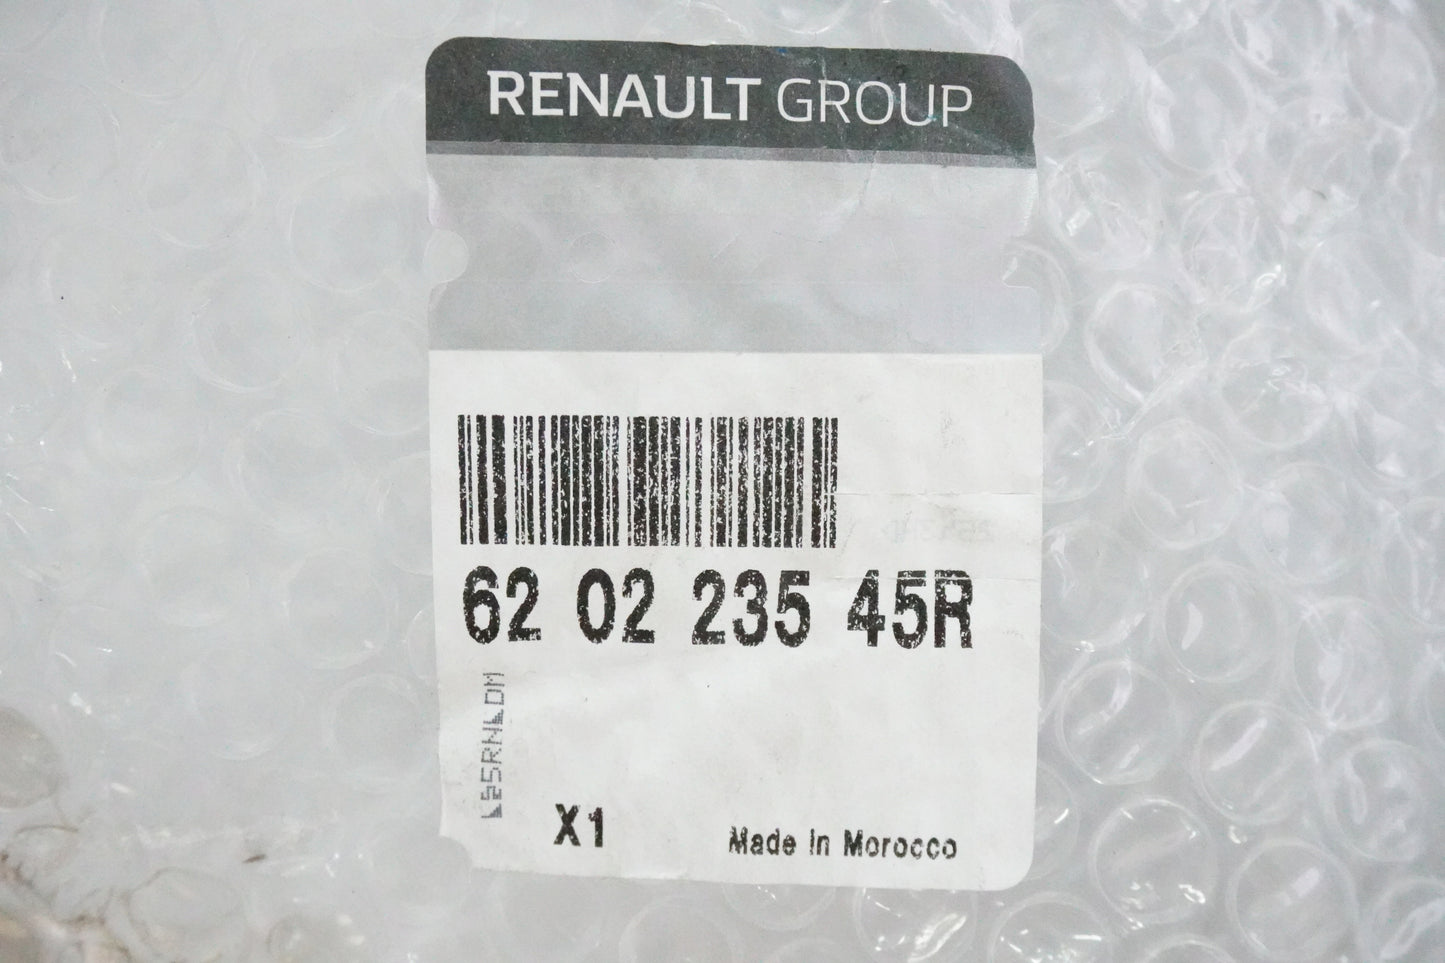 RENAULT GROUP
62 02 235 45R
X1
Made In Morocco